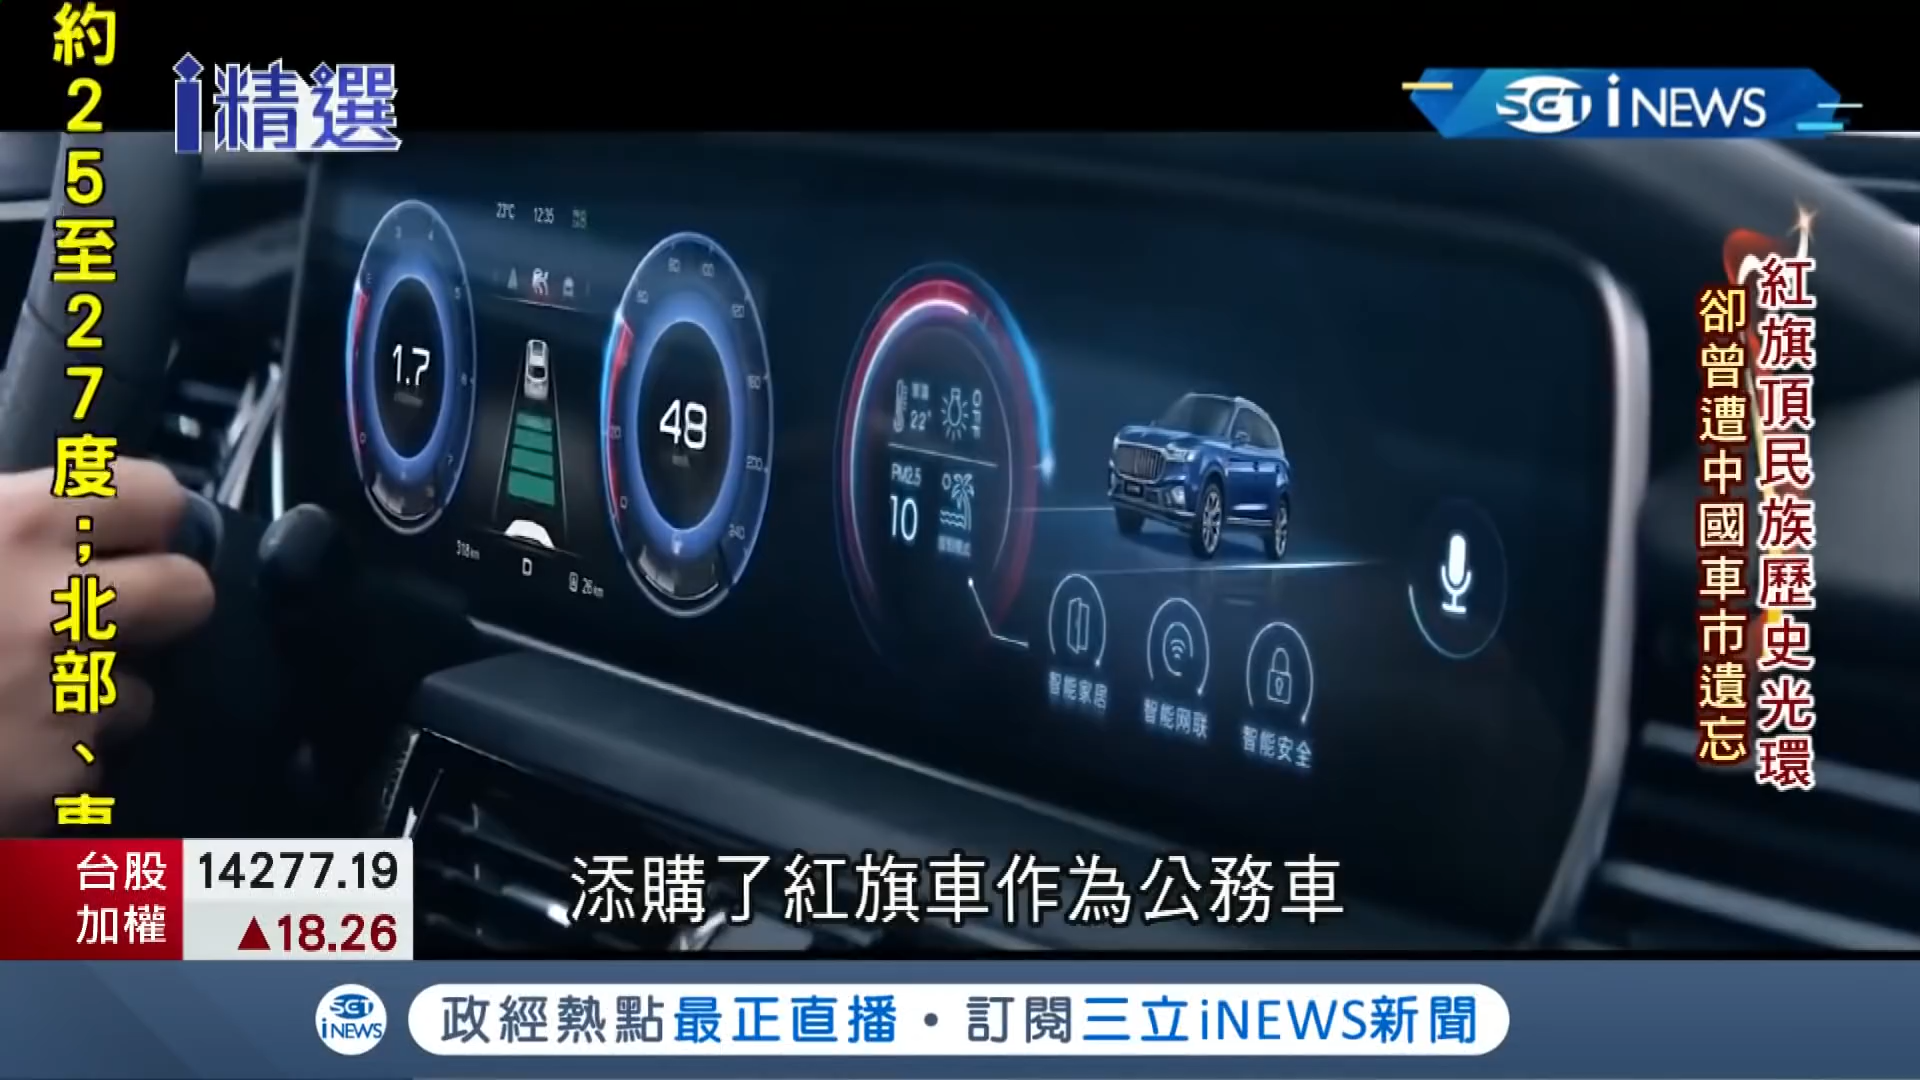 約25至27度；北部、東
i精選
SET iNEWS
紅旗頂民族歷史光環
卻曾遭中國車市遺忘
23℃ 12:35
1.7
48
22°
OFF
PM2.5
10
318km
D
26km
智能家居
智能网联
智能安全
添購了紅旗車作為公務車
台股
加權
14277.19
▲18.26
SET
iNEWS
政經熱點最正直播・訂閱三立iNEWS新聞